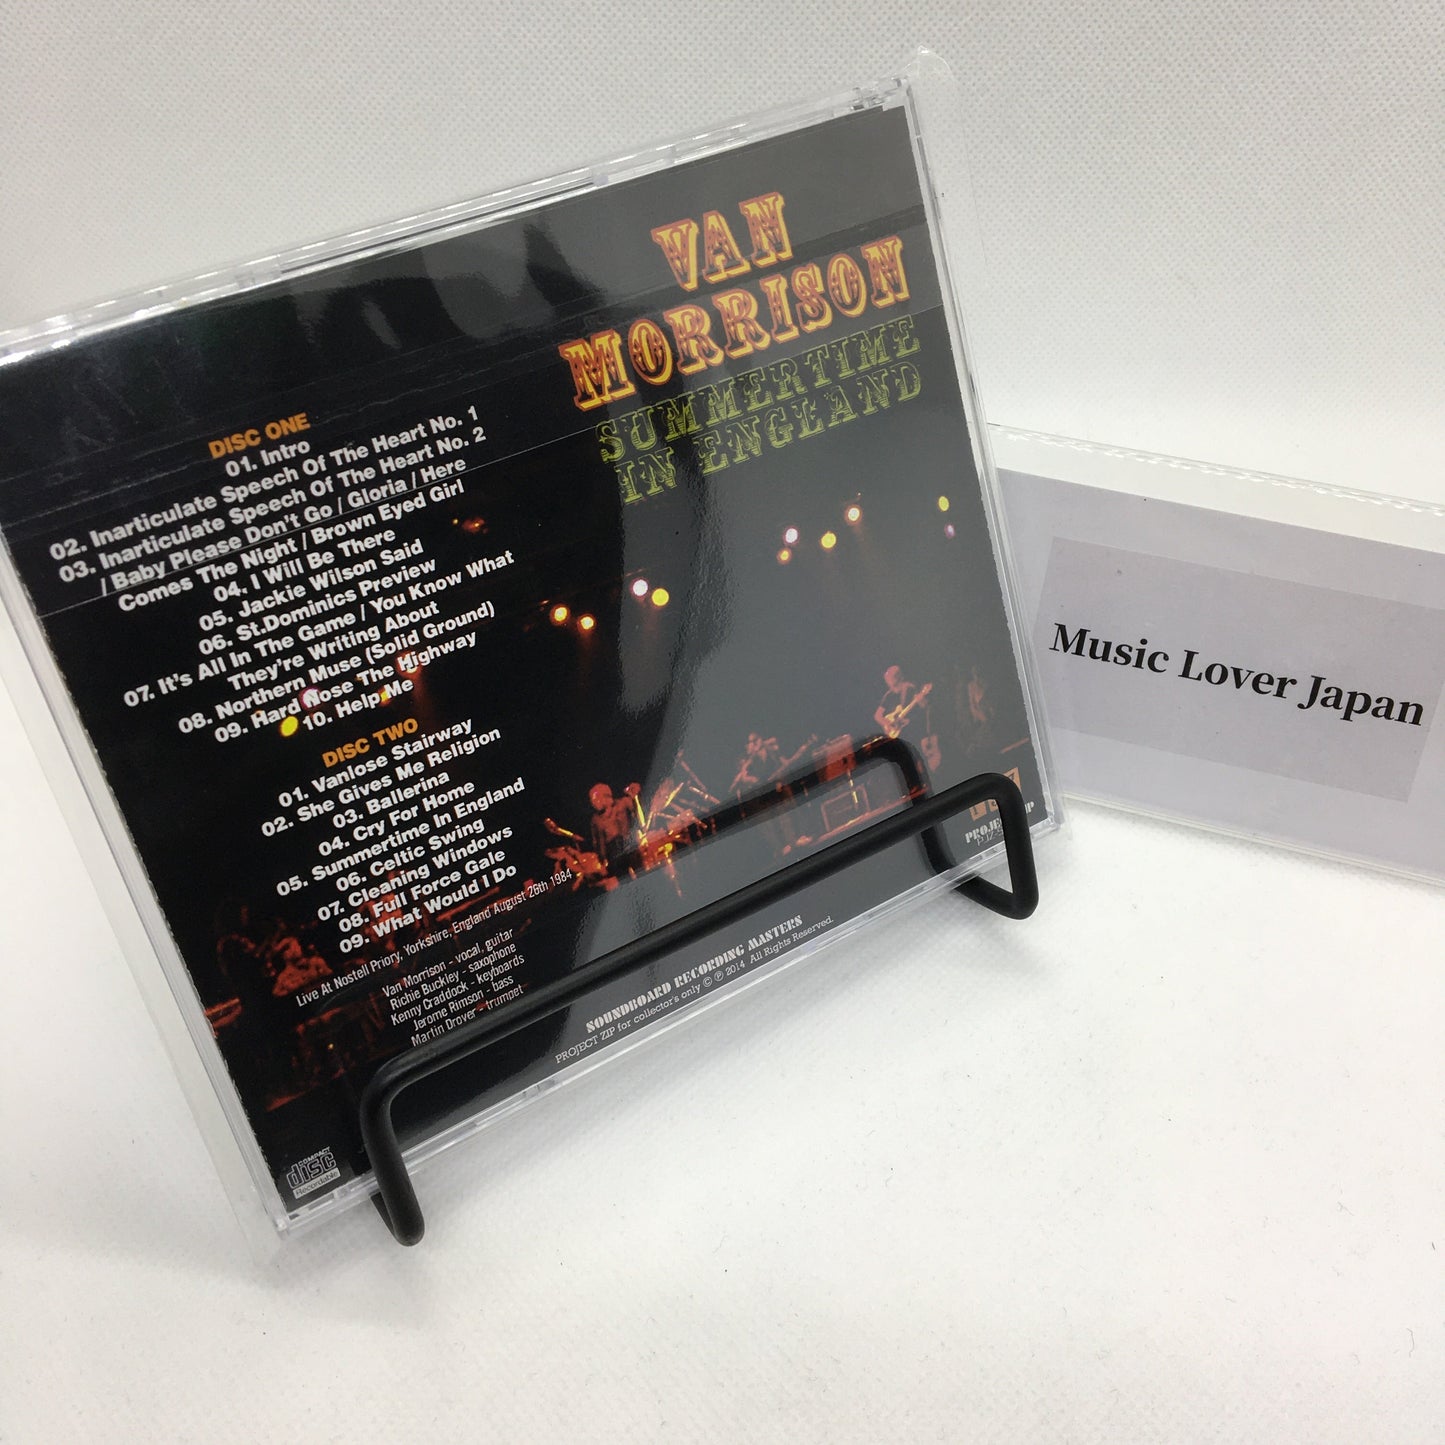 VAN
MORRISON
SUMMERTIME
IN ENGLAND
DISC ONE
01. Intro
02. Inarticulate Speech Of The Heart No. 1
03. Inarticulate Speech Of The Heart No. 2
/ Baby Please Don't Go / Gloria / Here
Comes The Night / Brown Eyed Girl
04. I Will Be There
05. Jackie Wilson Said
06. St.Dominics Preview
07. It's All In The Game / You Know What
They're Writing About
08. Northern Muse (Solid Ground)
09. Hard Nose The Highway
10. Help Me
DISC TWO
01. Vanlose Stairway
02. She Gives Me Religion
03. Ballerina
04. Cry For Home
05. Summertime In England
06. Celtic Swing
07. Cleaning Windows
08. Full Force Gale
09. What Would I Do
Live At Nostell Priory, Yorkshire, England August 26th 1984
Van Morrison - vocal, guitar
Richie Buckley - saxophone
Kenny Craddock - keyboards
Jerome Rimson - bass
Martin Drover - trumpet
SOUNDBOARD RECORDING MASTERS
PROJECT ZIP for collector's only © ℗ 2014 All Rights Reserved.
COMPACT
disc
Recordable
Music Lover Japan